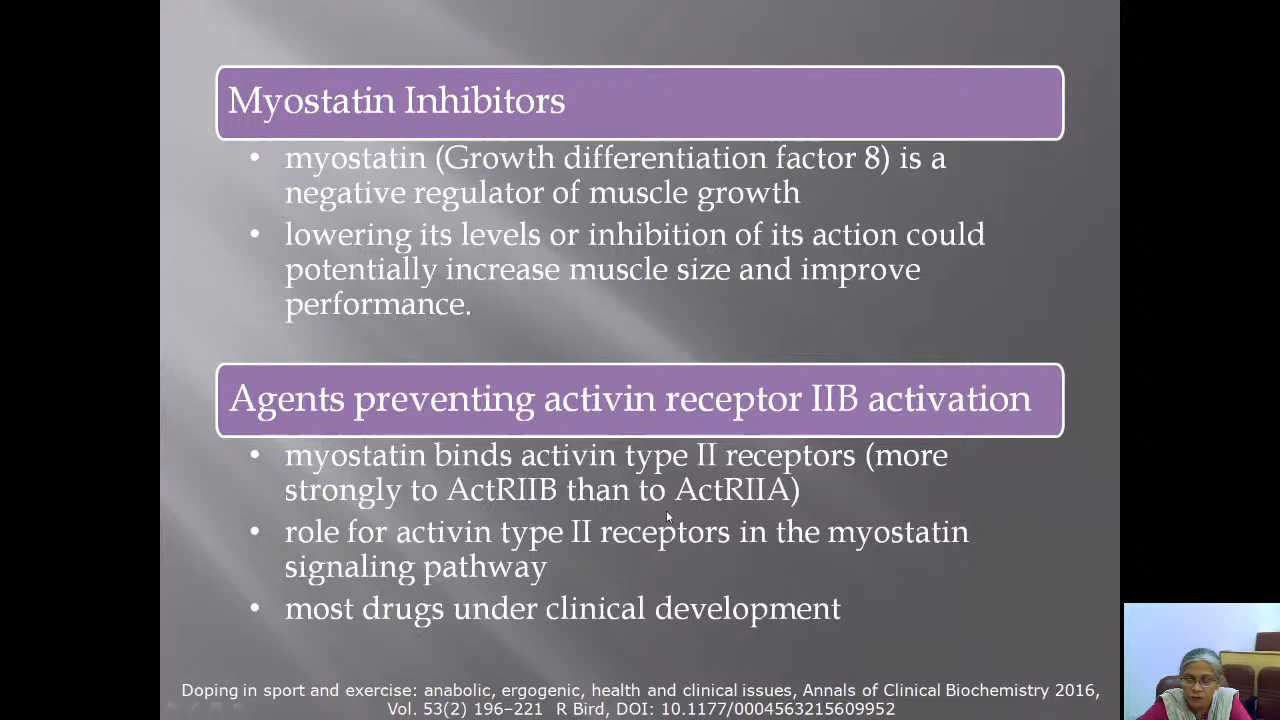 Myostatin Inhibitors
• myostatin (Growth differentiation factor 8) is a
negative regulator of muscle growth
• lowering its levels or inhibition of its action could
potentially increase muscle size and improve
performance.
Agents preventing activin receptor IIB activation
• myostatin binds activin type II receptors (more
strongly to ActRIIB than to ActRIIA)
• role for activin type II receptors in the myostatin
signaling pathway
• most drugs under clinical development
Doping in sport and exercise: anabolic, ergogenic, health and clinical issues, Annals of Clinical Biochemistry 2016,
Vol. 53(2) 196–221 R Bird, DOI: 10.1177/0004563215609952